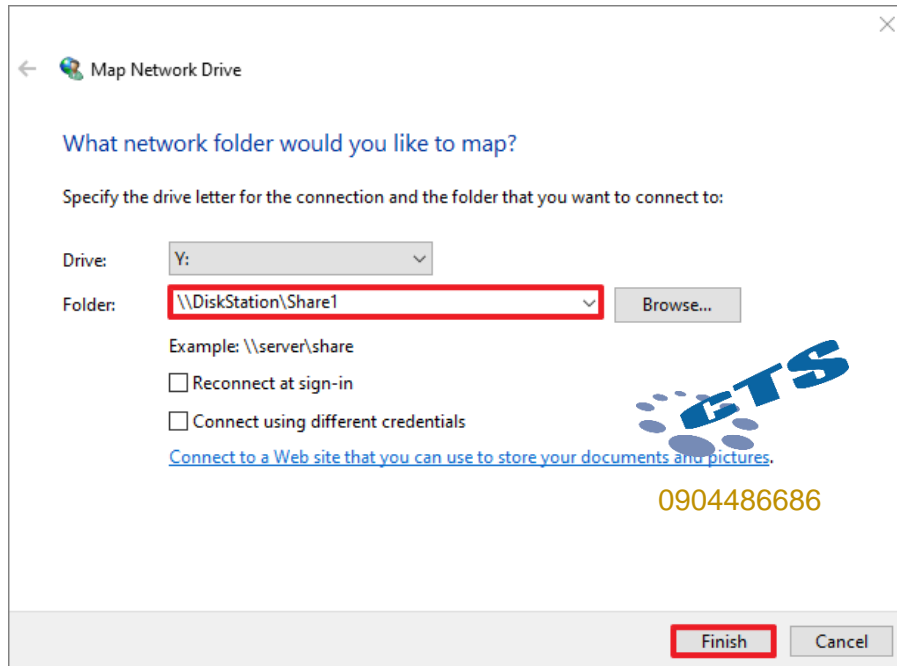 Map Network Drive
What network folder would you like to map?
Specify the drive letter for the connection and the folder that you want to connect to:
Drive: Y:
Folder: \\DiskStation\Share1 Browse...
Example: \\server\share
Reconnect at sign-in
Connect using different credentials
CTS
Connect to a Web site that you can use to store your documents and pictures.
0904486686
Finish Cancel